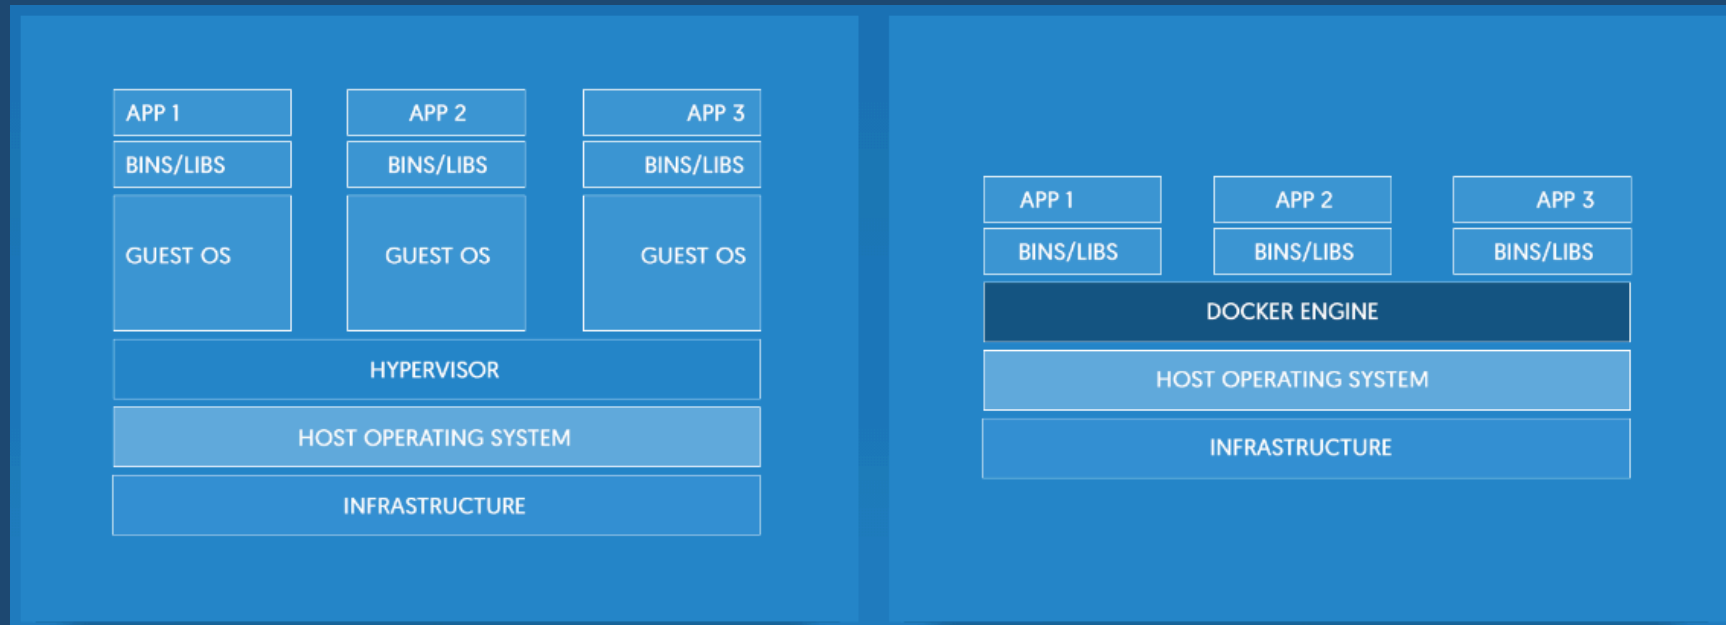 APP 1
APP 2
APP 3
BINS/LIBS
BINS/LIBS
BINS/LIBS
GUEST OS
GUEST OS
GUEST OS
HYPERVISOR
HOST OPERATING SYSTEM
INFRASTRUCTURE
APP 1
APP 2
APP 3
BINS/LIBS
BINS/LIBS
BINS/LIBS
DOCKER ENGINE
HOST OPERATING SYSTEM
INFRASTRUCTURE